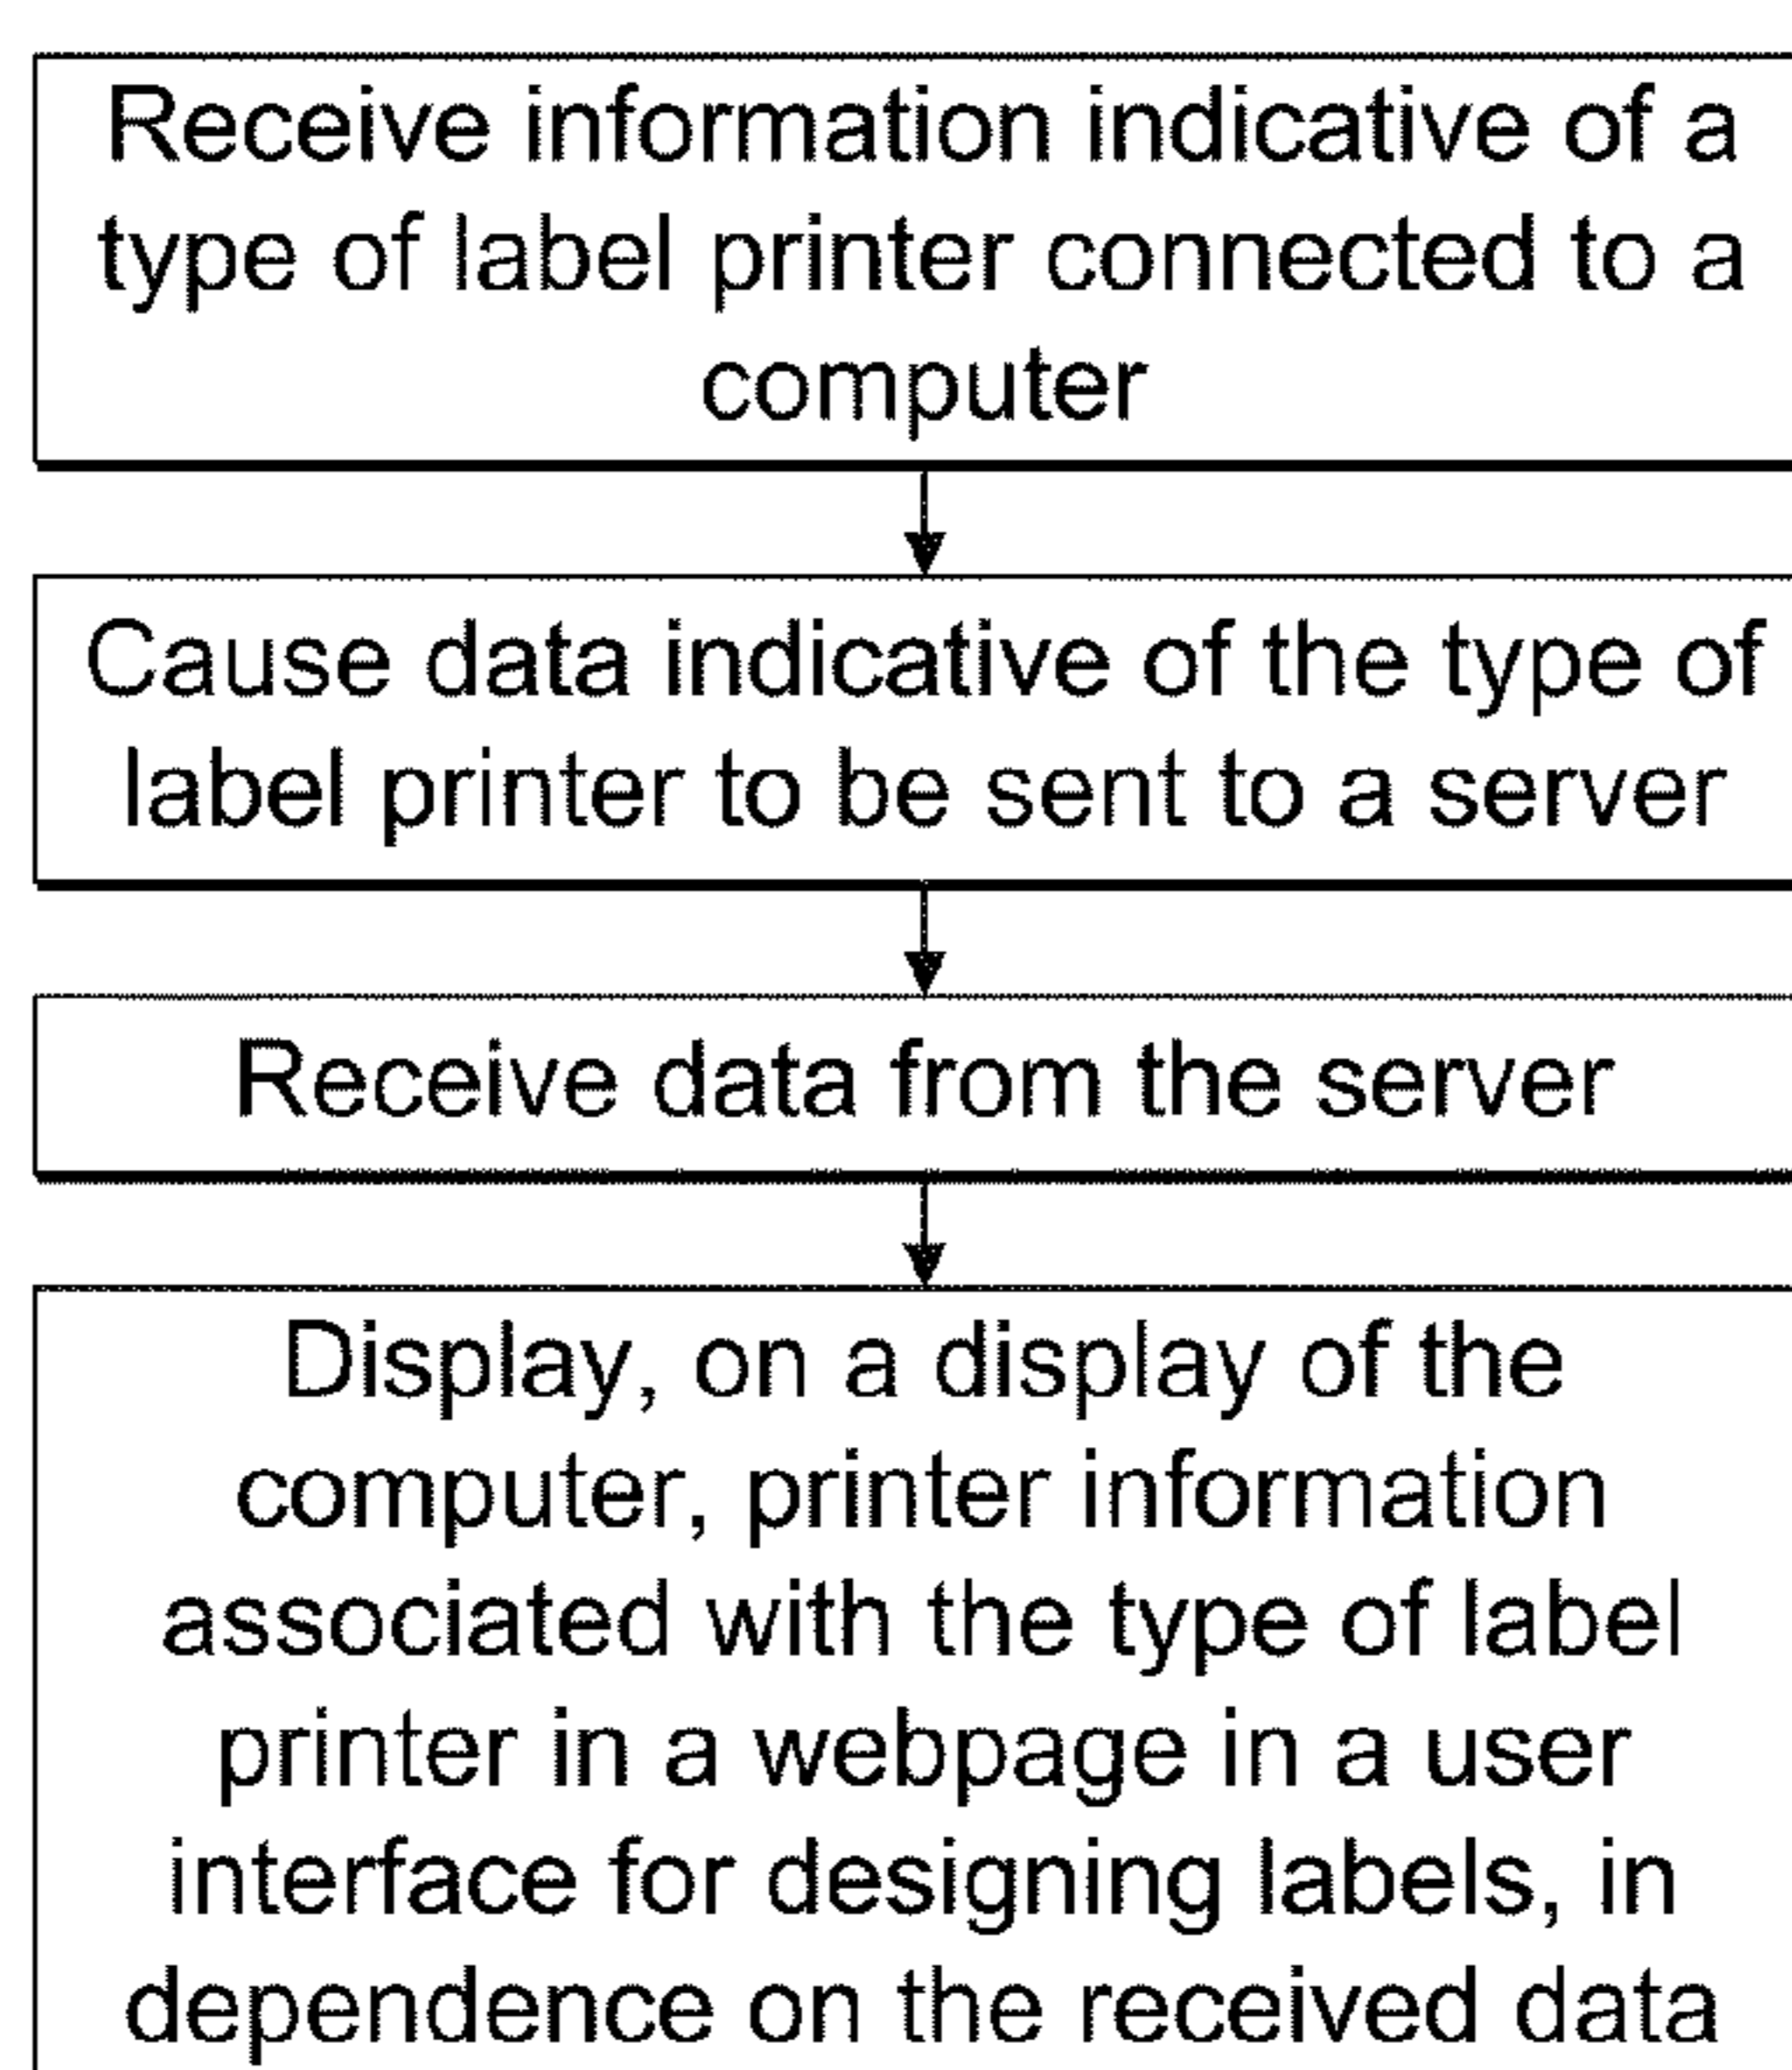 Receive information indicative of a
type of label printer connected to a
computer
Cause data indicative of the type of
label printer to be sent to a server
Receive data from the server
Display, on a display of the
computer, printer information
associated with the type of label
printer in a webpage in a user
interface for designing labels, in
dependence on the received data